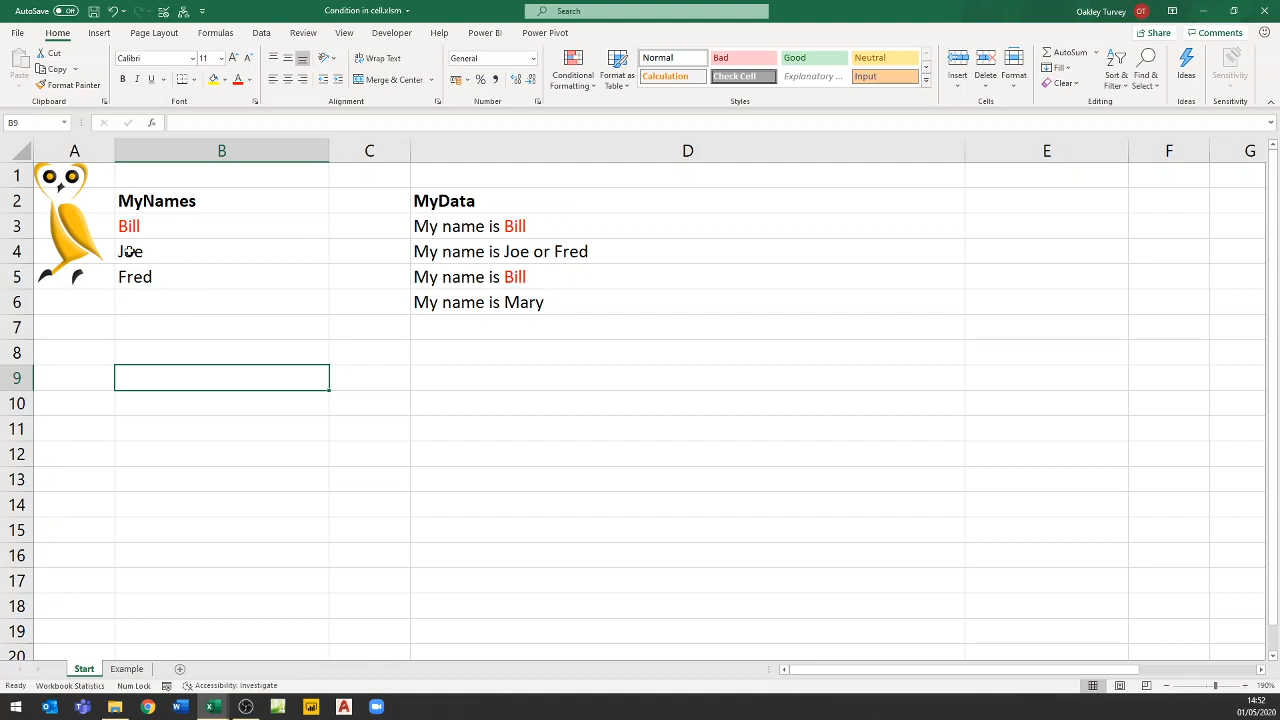 AutoSave Off Condition in cell.xlsm Search Oakley Turvey OT
File Home Insert Page Layout Formulas Data Review View Developer Help Power BI Power Pivot Share Comments
Paste Cut Copy Format Painter
Clipboard
Calibri 11
B I U A
Font
Wrap Text
Merge & Center
Alignment
General
Number
Conditional Formatting
Format as Table
Normal Bad Good Neutral
Calculation Check Cell Explanatory ... Input
Styles
Insert Delete Format
Cells
AutoSum
Fill
Clear
Sort & Filter
Find & Select
Editing
Ideas
Ideas
Sensitivity
Sensitivity
B9 fx
A B C D E F G
1
2 MyNames MyData
3 Bill My name is Bill
4 Joe My name is Joe or Fred
5 Fred My name is Bill
6 My name is Mary
7
8
9
10
11
12
13
14
15
16
17
18
19
20
Start Example
Ready Workbook Statistics Num Lock Accessibility: Investigate 190%
14:52
01/05/2020